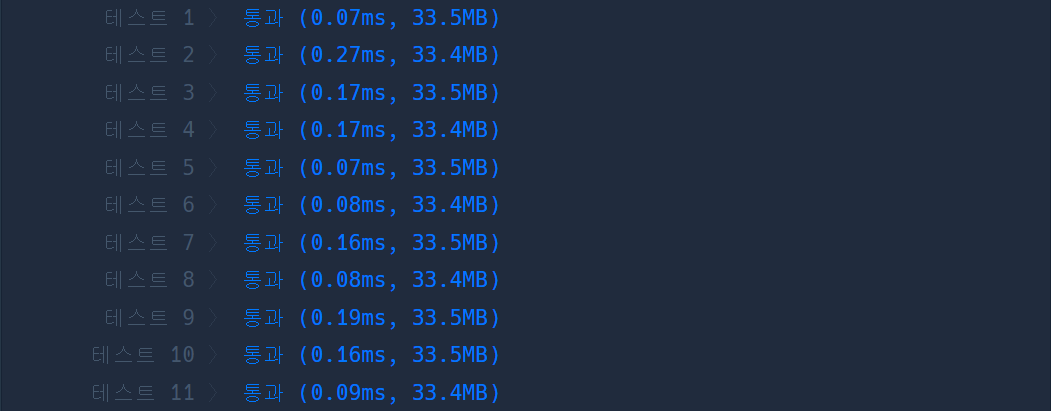 테스트 1 〉 통과 (0.07ms, 33.5MB)
테스트 2 〉 통과 (0.27ms, 33.4MB)
테스트 3 〉 통과 (0.17ms, 33.5MB)
테스트 4 〉 통과 (0.17ms, 33.4MB)
테스트 5 〉 통과 (0.07ms, 33.5MB)
테스트 6 〉 통과 (0.08ms, 33.4MB)
테스트 7 〉 통과 (0.16ms, 33.5MB)
테스트 8 〉 통과 (0.08ms, 33.4MB)
테스트 9 〉 통과 (0.19ms, 33.5MB)
테스트 10 〉 통과 (0.16ms, 33.5MB)
테스트 11 〉 통과 (0.09ms, 33.4MB)